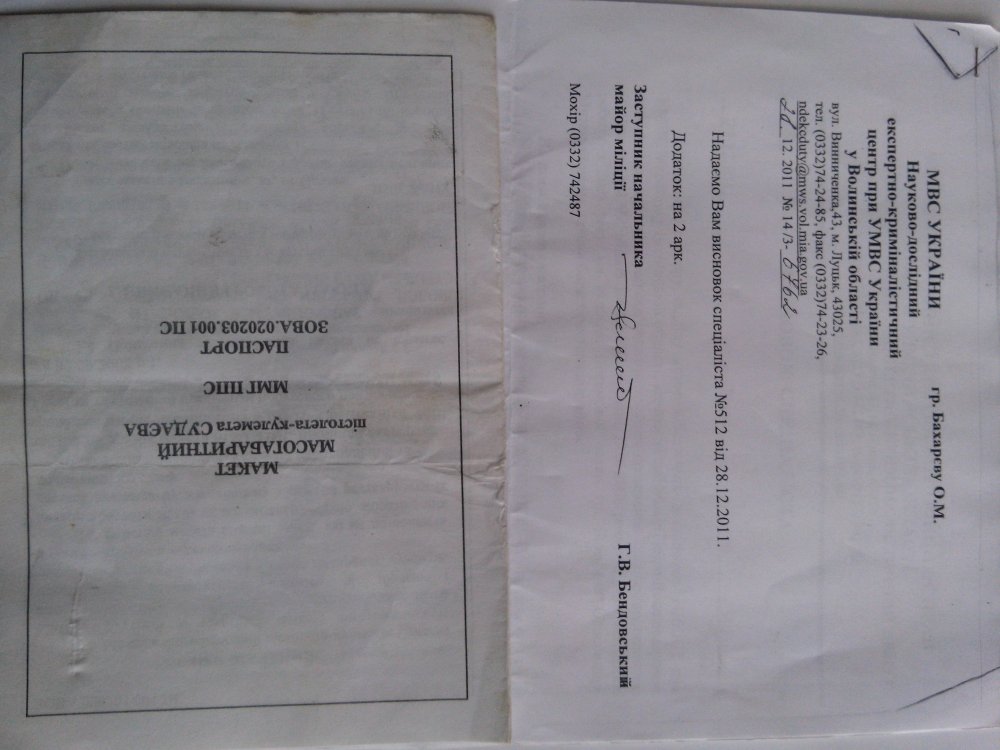 МВС УКРАЇНИ
Науково-дослідний
експертно-криміналістичний
центр при УМВС України
у Волинській області
вул. Винниченка,43, м. Луцьк, 43025,
тел. (0332)74-24-85, факс (0332)74-23-26,
ndekcduty@mws.vol.mia.gov.ua
28 12. 2011 № 14/3-
гр. Бахарєву О.М.
Надаємо Вам висновок спеціаліста №512 від 28.12.2011.
Додаток: на 2 арк.
Заступник начальника
майор міліції Г.В. Бендовський
Мохір (0332) 742487
МАКЕТ
МАСОГАБАРИТНИЙ
пістолета-кулемета СУДАЄВА
ММГ ППС
ПАСПОРТ
ЗОВА.020203.001 ПС